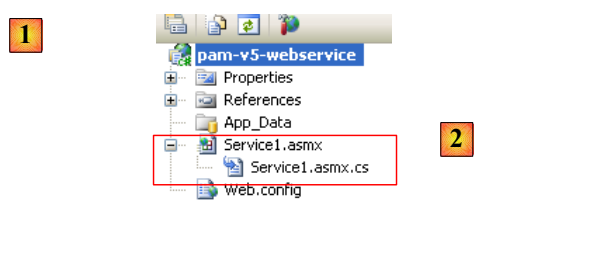 1
pam-v5-webservice
Properties
References
App_Data
Service1.asmx
2
Service1.asmx.cs
Web.config